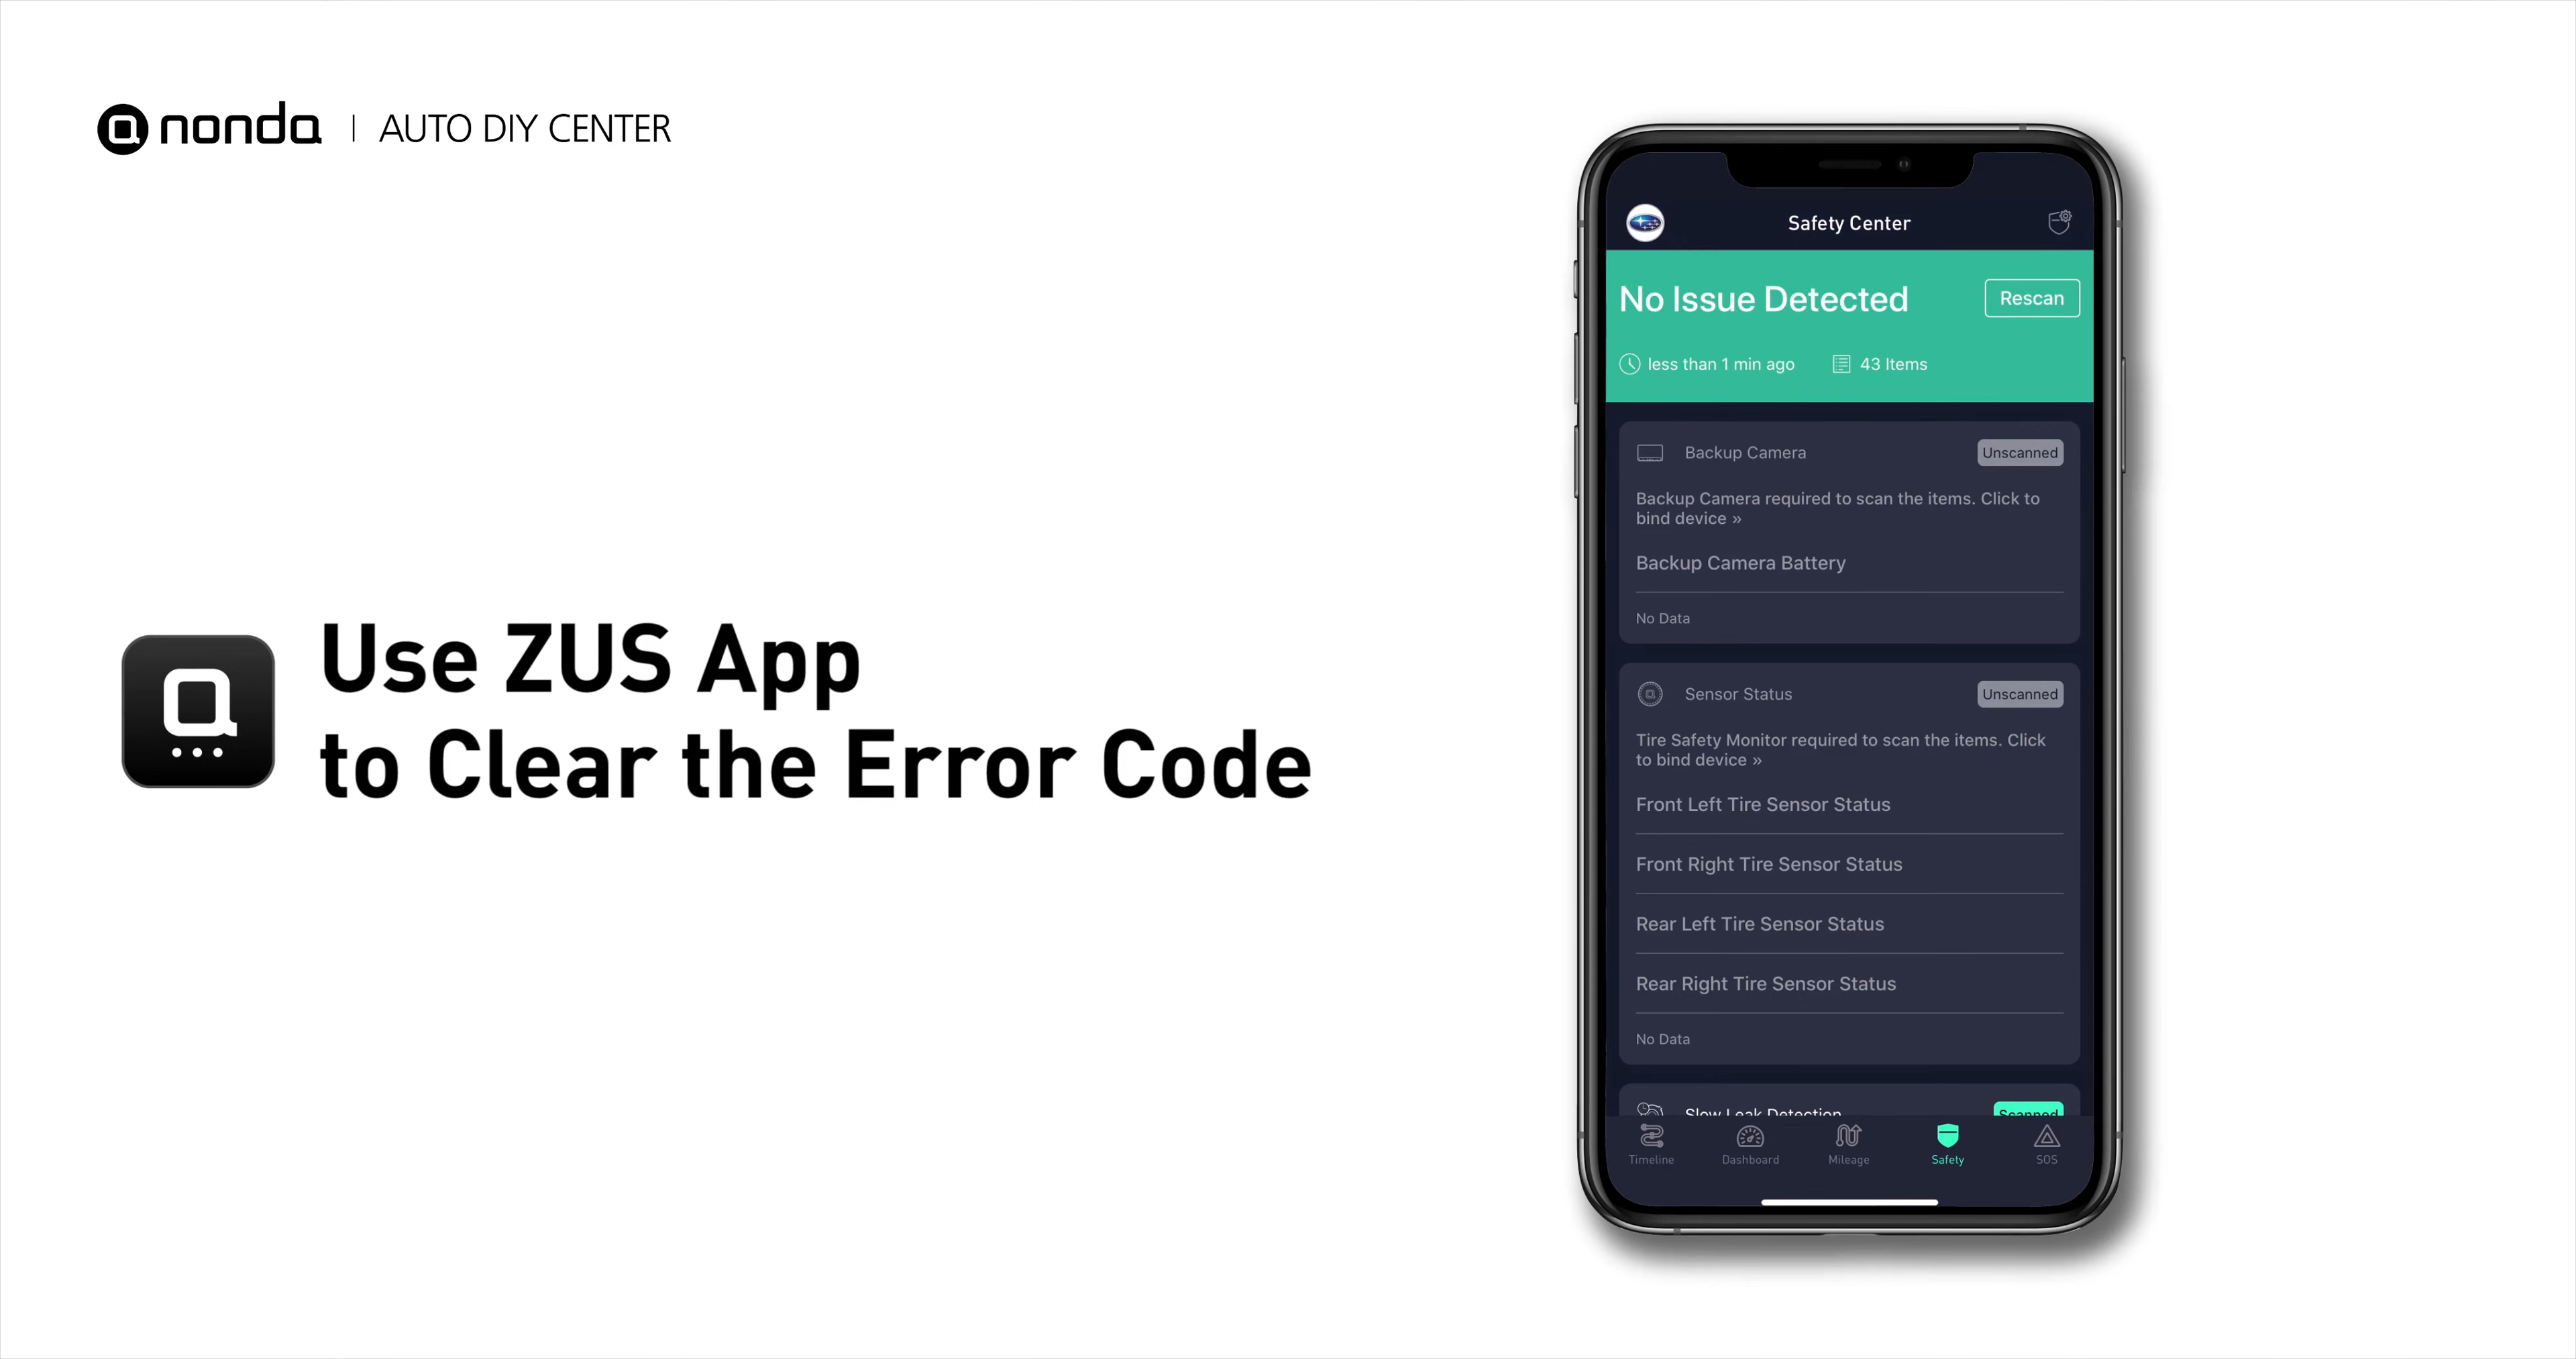 nonda | AUTO DIY CENTER
Use ZUS App
to Clear the Error Code
Safety Center
No Issue Detected
Rescan
less than 1 min ago
43 Items
Backup Camera
Unscanned
Backup Camera required to scan the items. Click to
bind device »
Backup Camera Battery
No Data
Sensor Status
Unscanned
Tire Safety Monitor required to scan the items. Click
to bind device »
Front Left Tire Sensor Status
Front Right Tire Sensor Status
Rear Left Tire Sensor Status
Rear Right Tire Sensor Status
No Data
Slow Leak Detection
Scanned
Timeline
Dashboard
Mileage
Safety
SOS